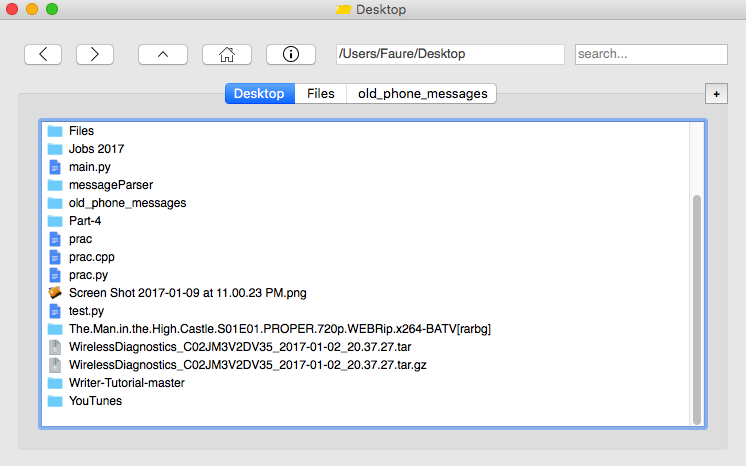 Desktop
/Users/Faure/Desktop
search...
Desktop
Files
old_phone_messages
+
Files
Jobs 2017
main.py
messageParser
old_phone_messages
Part-4
prac
prac.cpp
prac.py
Screen Shot 2017-01-09 at 11.00.23 PM.png
test.py
The.Man.in.the.High.Castle.S01E01.PROPER.720p.WEBRip.x264-BATV[rarbg]
WirelessDiagnostics_C02JM3V2DV35_2017-01-02_20.37.27.tar
WirelessDiagnostics_C02JM3V2DV35_2017-01-02_20.37.27.tar.gz
Writer-Tutorial-master
YouTunes